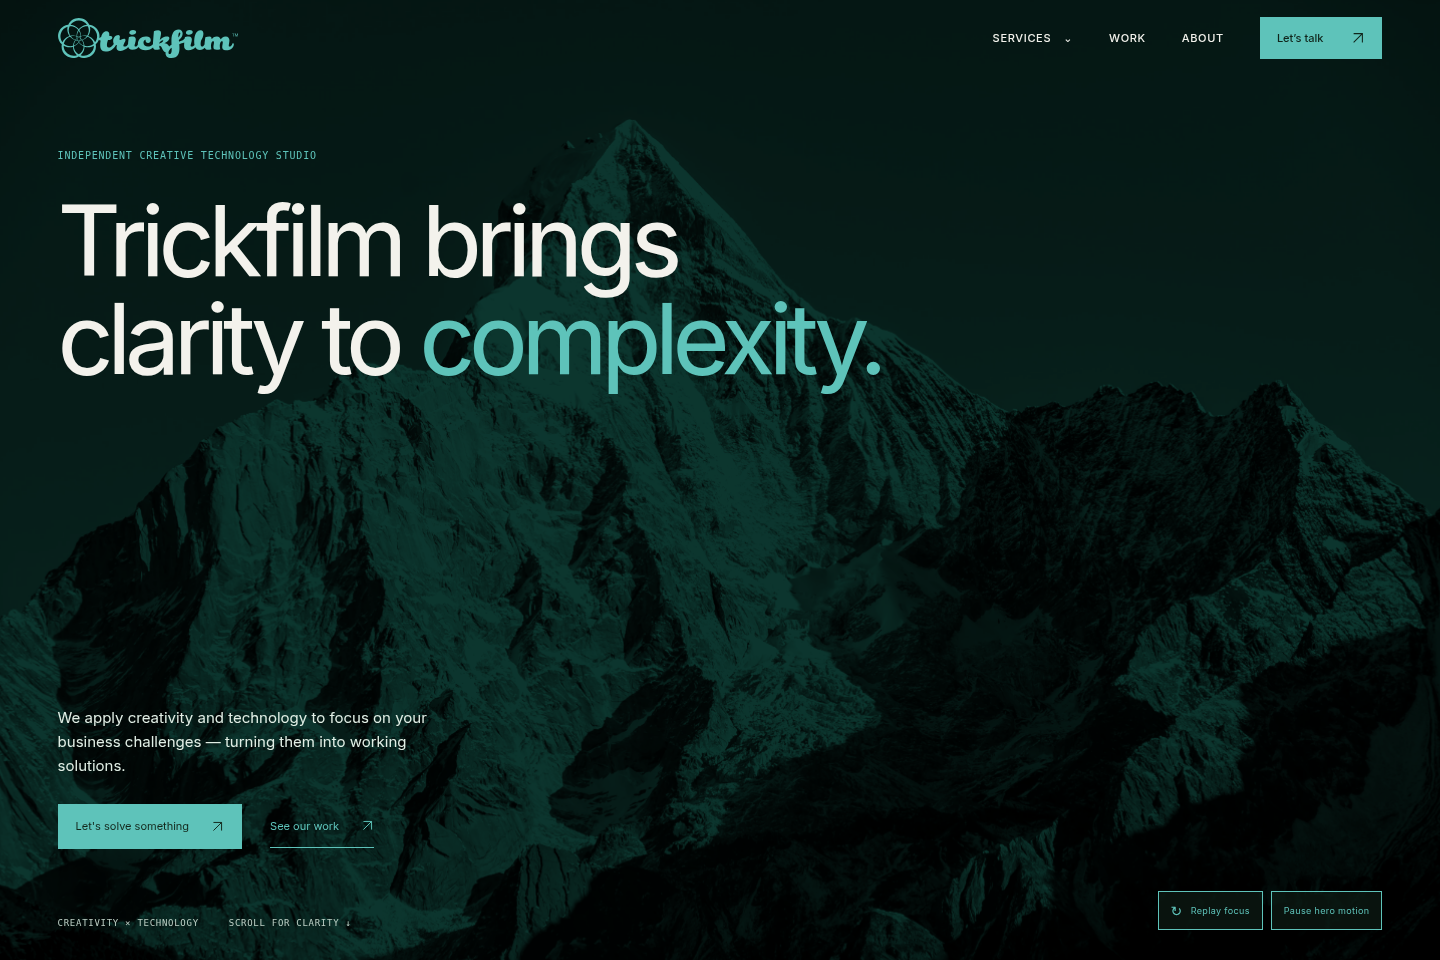 trickfilm™
SERVICES ⌄ WORK ABOUT Let's talk
INDEPENDENT CREATIVE TECHNOLOGY STUDIO
Trickfilm brings
clarity to complexity.
We apply creativity and technology to focus on your
business challenges — turning them into working
solutions.
Let's solve something See our work
CREATIVITY × TECHNOLOGY SCROLL FOR CLARITY ↓
↻ Replay focus Pause hero motion